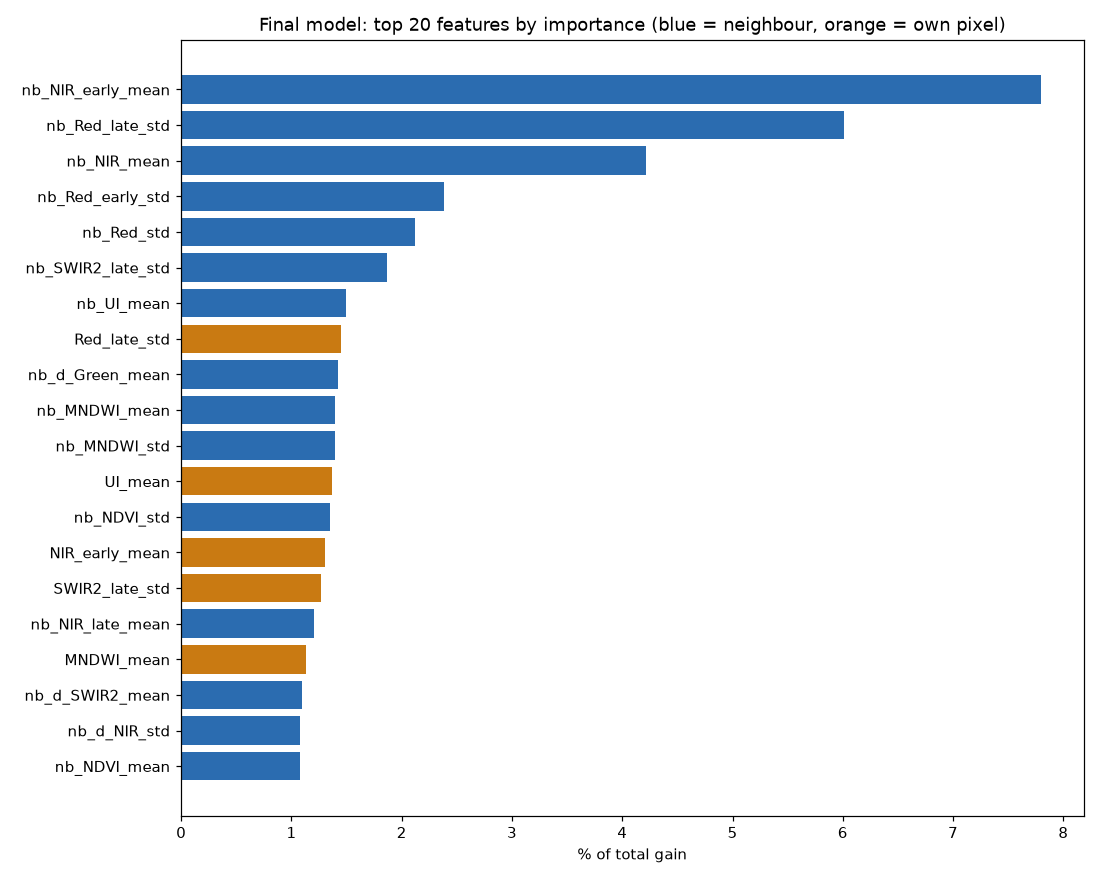 Final model: top 20 features by importance (blue = neighbour, orange = own pixel)
nb_NIR_early_mean
nb_Red_late_std
nb_NIR_mean
nb_Red_early_std
nb_Red_std
nb_SWIR2_late_std
nb_UI_mean
Red_late_std
nb_d_Green_mean
nb_MNDWI_mean
nb_MNDWI_std
UI_mean
nb_NDVI_std
NIR_early_mean
SWIR2_late_std
nb_NIR_late_mean
MNDWI_mean
nb_d_SWIR2_mean
nb_d_NIR_std
nb_NDVI_mean
0 1 2 3 4 5 6 7 8
% of total gain